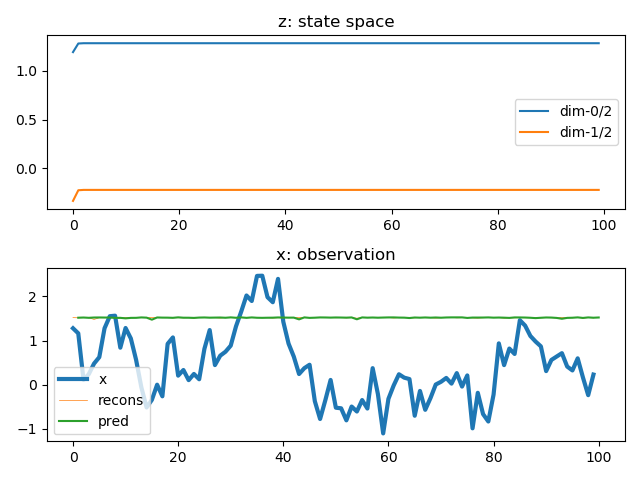 z: state space
1.0
0.5
0.0
dim-0/2
dim-1/2
0 20 40 60 80 100
x: observation
2
1
0
−1
x
recons
pred
0 20 40 60 80 100